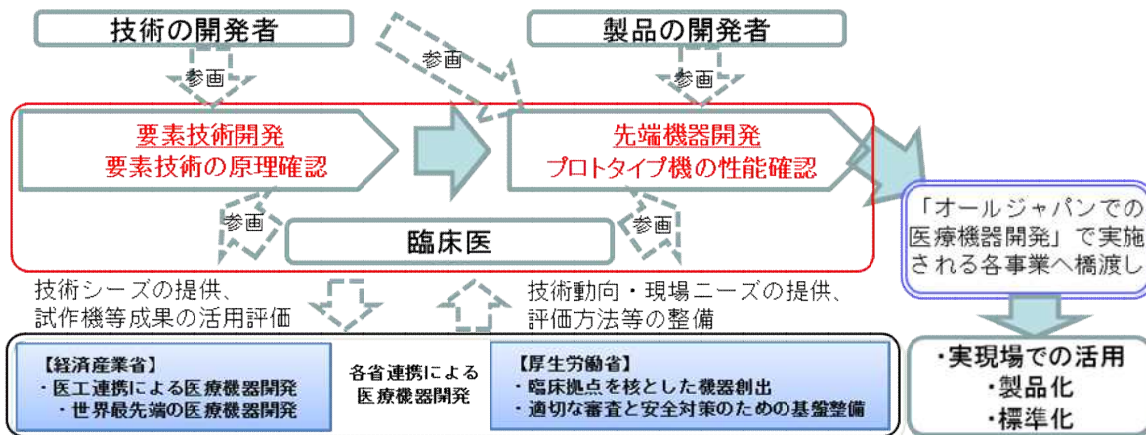 技術の開発者
製品の開発者
参画
参画
参画
要素技術開発
要素技術の原理確認
先端機器開発
プロトタイプ機の性能確認
参画
参画
臨床医
「オールジャパンでの
医療機器開発」で実施
される各事業へ橋渡し
技術シーズの提供、
試作機等成果の活用評価
技術動向・現場ニーズの提供、
評価方法等の整備
【経済産業省】
・医工連携による医療機器開発
・世界最先端の医療機器開発
各省連携による
医療機器開発
【厚生労働省】
・臨床拠点を核とした機器創出
・適切な審査と安全対策のための基盤整備
・実現場での活用
・製品化
・標準化